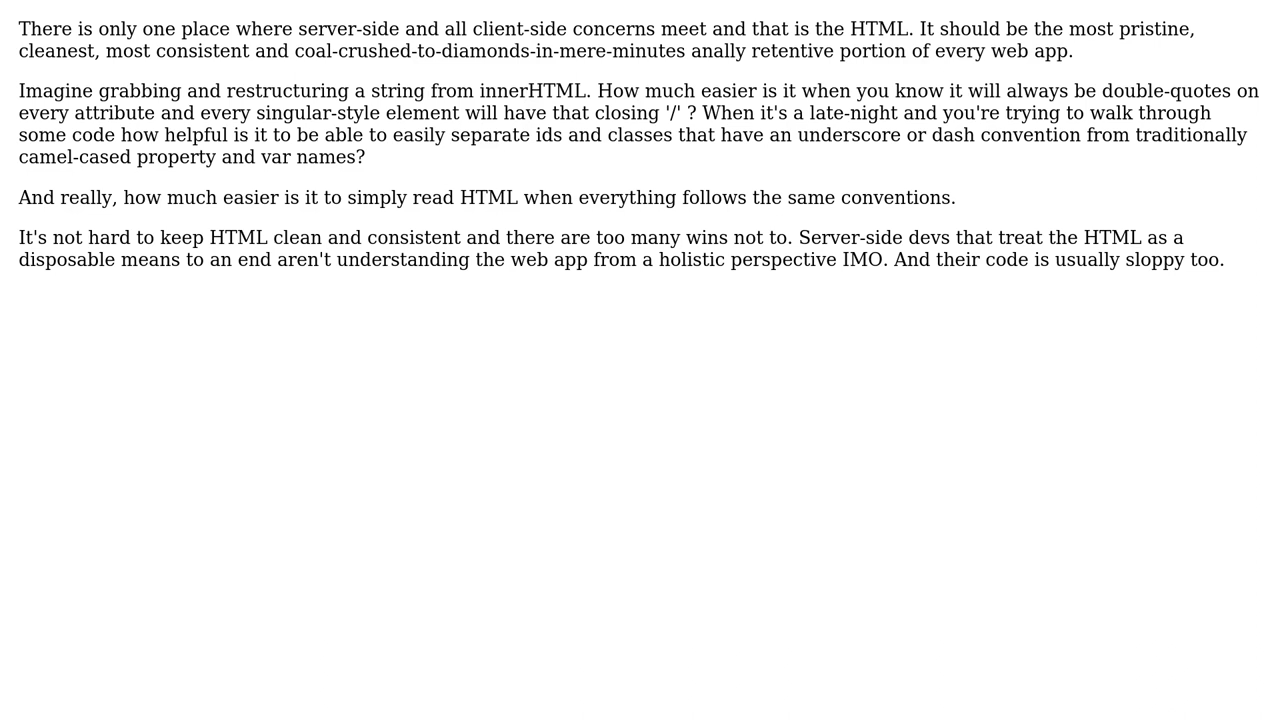 There is only one place where server-side and all client-side concerns meet and that is the HTML. It should be the most pristine,
cleanest, most consistent and coal-crushed-to-diamonds-in-mere-minutes anally retentive portion of every web app.
Imagine grabbing and restructuring a string from innerHTML. How much easier is it when you know it will always be double-quotes on
every attribute and every singular-style element will have that closing '/' ? When it's a late-night and you're trying to walk through
some code how helpful is it to be able to easily separate ids and classes that have an underscore or dash convention from traditionally
camel-cased property and var names?
And really, how much easier is it to simply read HTML when everything follows the same conventions.
It's not hard to keep HTML clean and consistent and there are too many wins not to. Server-side devs that treat the HTML as a
disposable means to an end aren't understanding the web app from a holistic perspective IMO. And their code is usually sloppy too.